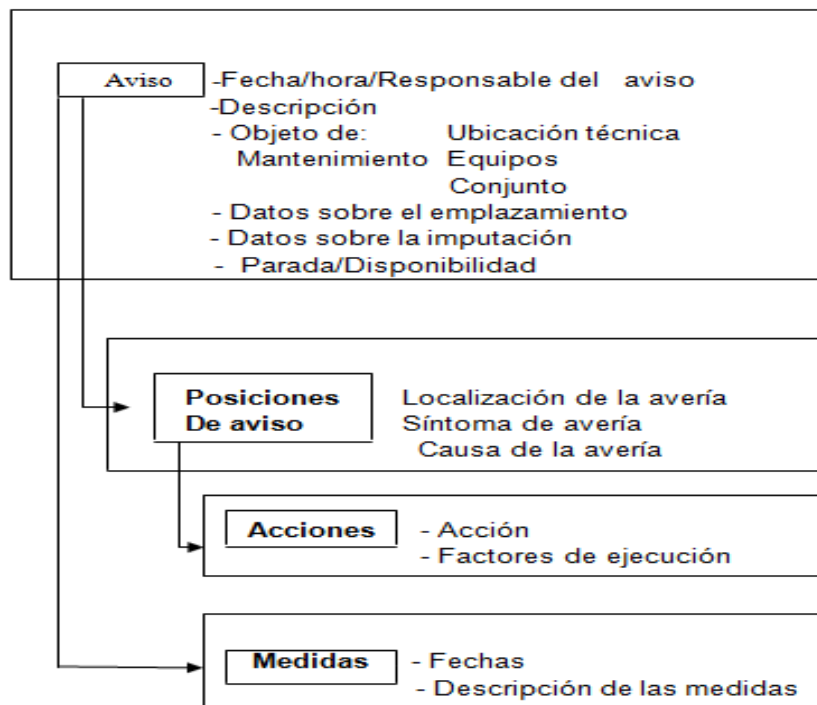 Aviso -Fecha/hora/Responsable del aviso
-Descripción
- Objeto de: Ubicación técnica
Mantenimiento Equipos
Conjunto
- Datos sobre el emplazamiento
- Datos sobre la imputación
- Parada/Disponibilidad
Posiciones Localización de la avería
De aviso Síntoma de avería
Causa de la avería
Acciones - Acción
- Factores de ejecución
Medidas - Fechas
- Descripción de las medidas